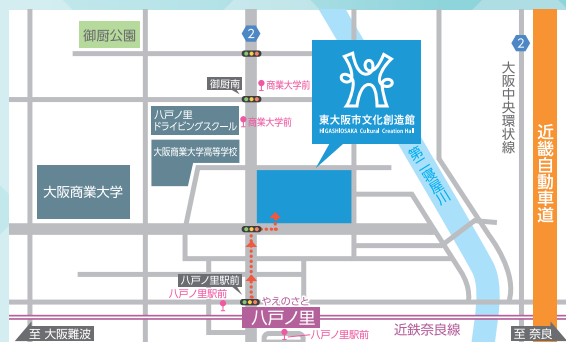 御厨公園
2
2
御厨南
商業大学前
東大阪市文化創造館
HIGASHIOSAKA Cultural Creation Hall
八戸ノ里
ドライビングスクール
商業大学前
大阪商業大学高等学校
大阪商業大学
大阪中央環状線
近畿自動車道
第二寝屋川
八戸ノ里駅前
八戸ノ里駅前
やえのさと
八戸ノ里
八戸ノ里駅前
近鉄奈良線
至 大阪難波
至 奈良